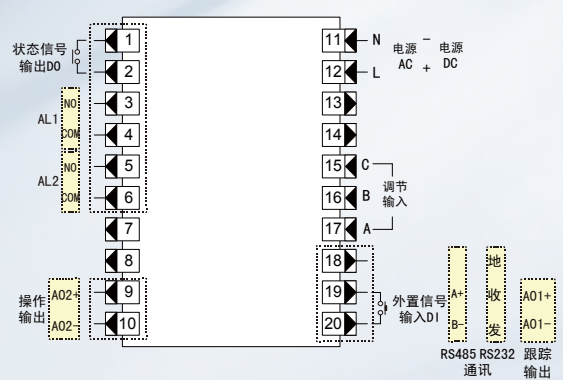 状态信号
输出DO
1
2
NO
AL1
COM
3
4
NO
AL2
COM
5
6
7
8
操作
输出
AO2+
AO2-
9
10
11 N
12 L
电源
AC
-
+
电源
DC
13
14
15 C
16 B
17 A
调节
输入
18
19
20
外置信号
输入DI
A+
B-
RS485
地
收
发
RS232
通讯
AO1+
AO1-
跟踪
输出